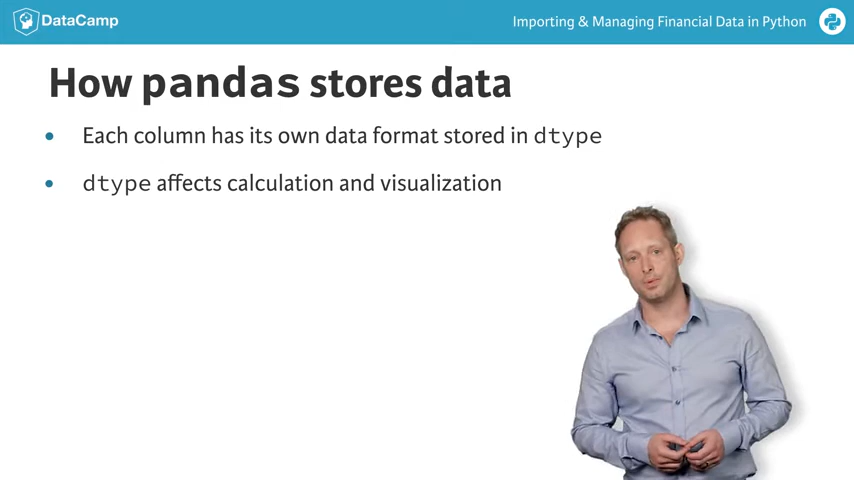 DataCamp
Importing & Managing Financial Data in Python
How pandas stores data
• Each column has its own data format stored in dtype
• dtype affects calculation and visualization